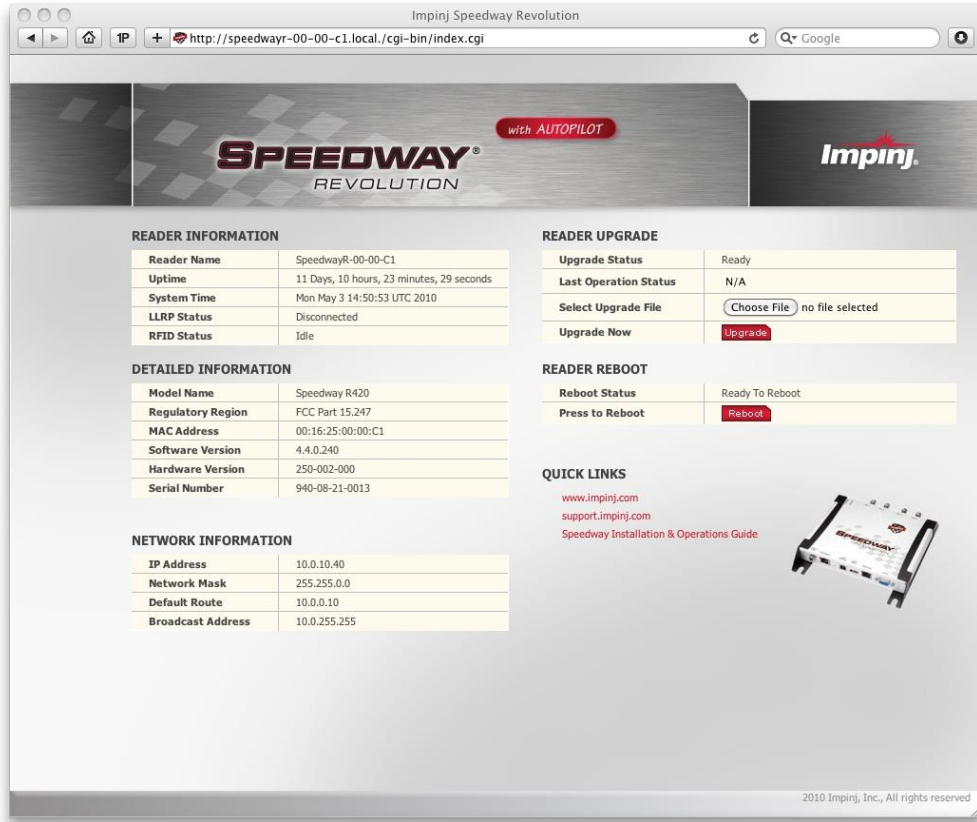 Impinj Speedway Revolution
1P
+
http://speedwayr-00-00-c1.local./cgi-bin/index.cgi
Google
SPEEDWAY®
REVOLUTION
with AUTOPILOT
Impinj.
READER INFORMATION
Reader Name SpeedwayR-00-00-C1
Uptime 11 Days, 10 hours, 23 minutes, 29 seconds
System Time Mon May 3 14:50:53 UTC 2010
LLRP Status Disconnected
RFID Status Idle
DETAILED INFORMATION
Model Name Speedway R420
Regulatory Region FCC Part 15.247
MAC Address 00:16:25:00:00:C1
Software Version 4.4.0.240
Hardware Version 250-002-000
Serial Number 940-08-21-0013
NETWORK INFORMATION
IP Address 10.0.10.40
Network Mask 255.255.0.0
Default Route 10.0.0.10
Broadcast Address 10.0.255.255
READER UPGRADE
Upgrade Status Ready
Last Operation Status N/A
Select Upgrade File Choose File no file selected
Upgrade Now Upgrade
READER REBOOT
Reboot Status Ready To Reboot
Press to Reboot Reboot
QUICK LINKS
www.impinj.com
support.impinj.com
Speedway Installation & Operations Guide
SPEEDWAY
2010 Impinj, Inc., All rights reserved